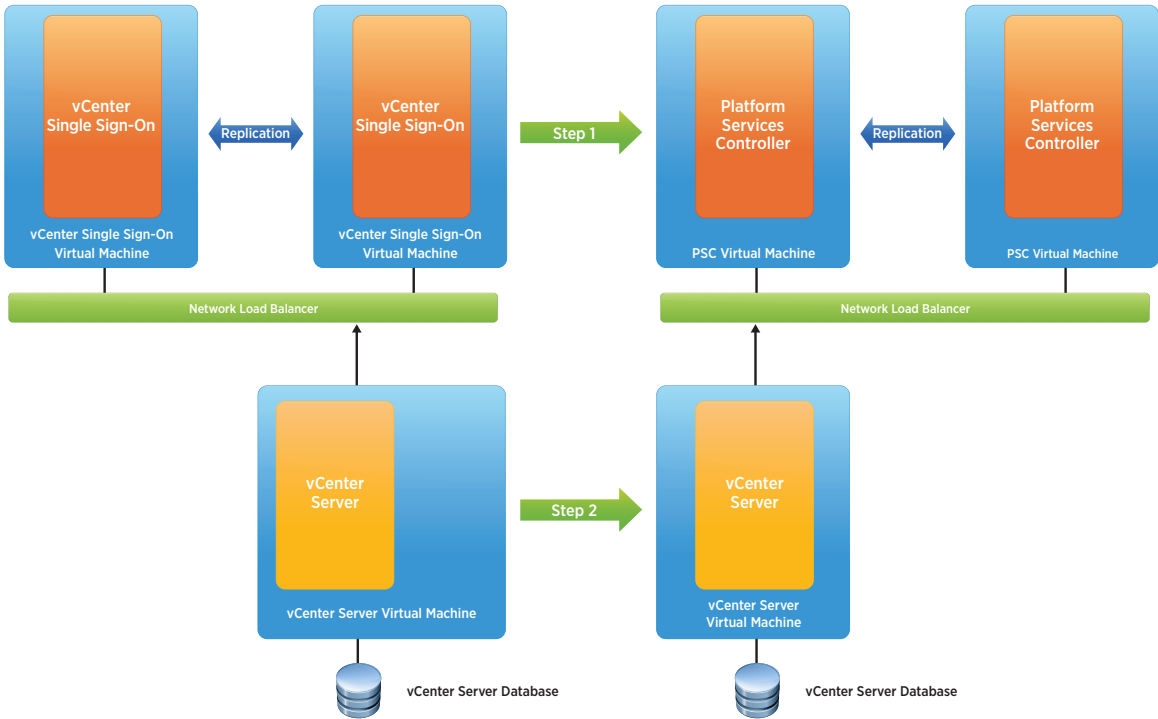 vCenter
Single Sign-On
Replication
vCenter
Single Sign-On
Step 1
Platform
Services
Controller
Replication
Platform
Services
Controller
vCenter Single Sign-On
Virtual Machine
vCenter Single Sign-On
Virtual Machine
PSC Virtual Machine
PSC Virtual Machine
Network Load Balancer
Network Load Balancer
vCenter
Server
Step 2
vCenter
Server
vCenter Server Virtual Machine
vCenter Server
Virtual Machine
vCenter Server Database
vCenter Server Database